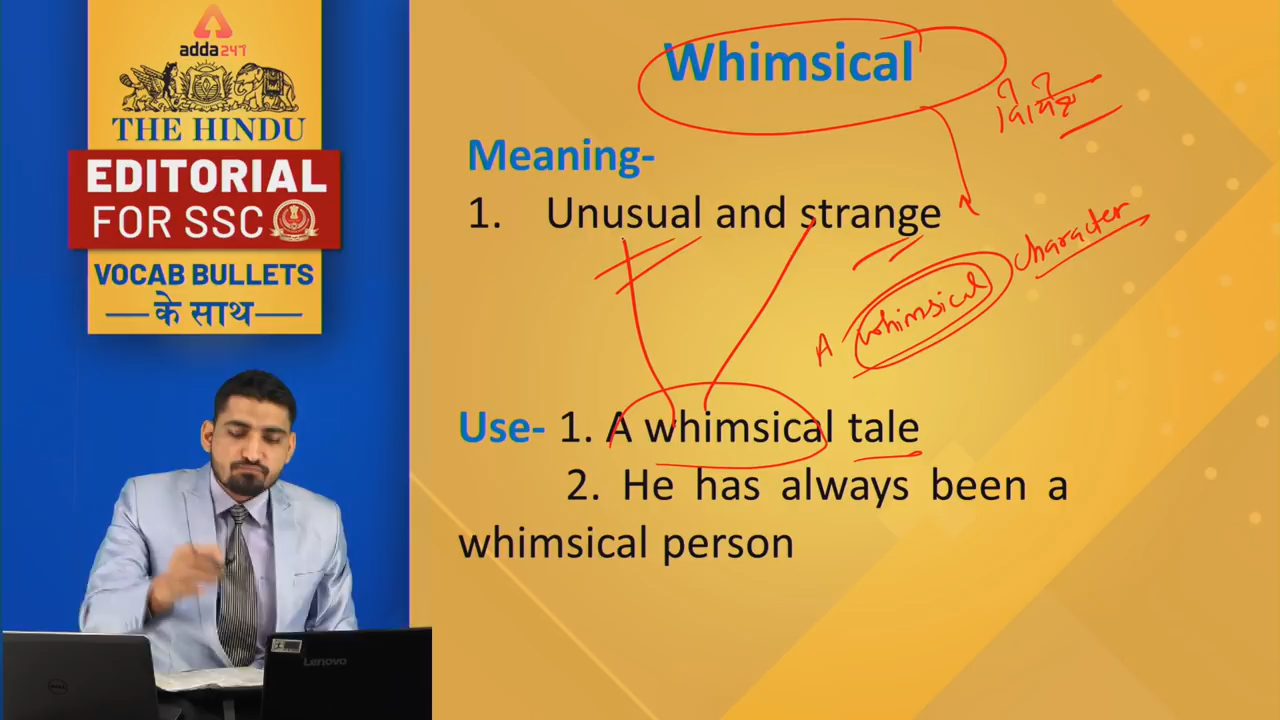 adda247
THE HINDU
EDITORIAL
FOR SSC
VOCAB BULLETS
के साथ
Whimsical
Meaning-
1. Unusual and strange
A whimsical character
Use- 1. A whimsical tale
2. He has always been a
whimsical person
Lenovo
DELL